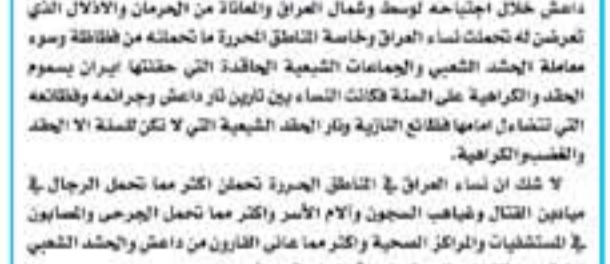 داعش خلال اجتياحه لوسط وشمال العراق والمعاناة من الحرمان والاذلال الذي
تعرضن له تحملت نساء العراق وخاصة المناطق المحررة ما تحملنه من فظاظة وسوء
معاملة الحشد الشعبي والجماعات الشيعية الحاقدة التي حقنتها ايران بسموم
الحقد والكراهية على السنة فكانت النساء بين نارين نار داعش وجرائمه وفظائعه
التي تتضاءل امامها فظائع النازية ونار الحقد الشيعية التي لا تكن للسنة الا الحقد
والغضب والكراهية.
لا شك ان نساء العراق في المناطق المحررة تحملن اكثر مما تحمل الرجال في
ميادين القتال وغياهب السجون وآلام الأسر واكثر مما تحمل الجرحى والمصابون
في المستشفيات والمراكز الصحية واكثر مما عانى الفارون من داعش والحشد الشعبي